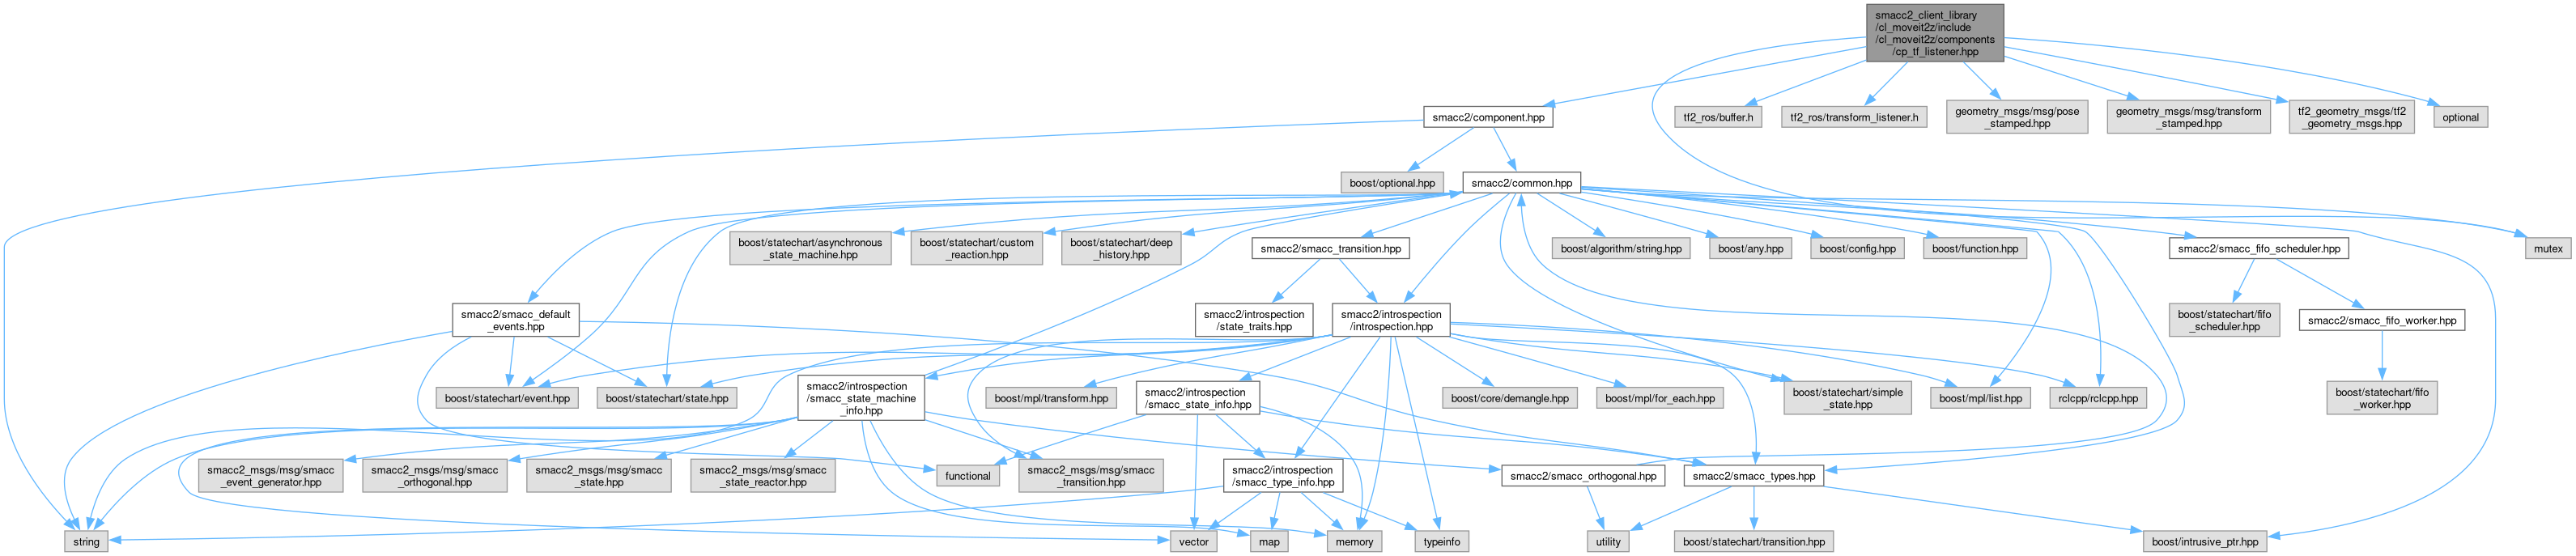 smacc2_client_library
/cl_moveit2z/include
/cl_moveit2z/components
/cp_tf_listener.hpp
smacc2/component.hpp
tf2_ros/buffer.h
tf2_ros/transform_listener.h
geometry_msgs/msg/pose
_stamped.hpp
geometry_msgs/msg/transform
_stamped.hpp
tf2_geometry_msgs/tf2
_geometry_msgs.hpp
optional
boost/optional.hpp
smacc2/common.hpp
boost/statechart/asynchronous
_state_machine.hpp
boost/statechart/custom
_reaction.hpp
boost/statechart/deep
_history.hpp
smacc2/smacc_transition.hpp
boost/algorithm/string.hpp
boost/any.hpp
boost/config.hpp
boost/function.hpp
smacc2/smacc_fifo_scheduler.hpp
mutex
smacc2/smacc_default
_events.hpp
smacc2/introspection
/state_traits.hpp
smacc2/introspection
/introspection.hpp
boost/statechart/fifo
_scheduler.hpp
smacc2/smacc_fifo_worker.hpp
boost/statechart/event.hpp
boost/statechart/state.hpp
smacc2/introspection
/smacc_state_machine
_info.hpp
boost/mpl/transform.hpp
smacc2/introspection
/smacc_state_info.hpp
boost/core/demangle.hpp
boost/mpl/for_each.hpp
boost/statechart/simple
_state.hpp
boost/mpl/list.hpp
rclcpp/rclcpp.hpp
boost/statechart/fifo
_worker.hpp
smacc2_msgs/msg/smacc
_event_generator.hpp
smacc2_msgs/msg/smacc
_orthogonal.hpp
smacc2_msgs/msg/smacc
_state.hpp
smacc2_msgs/msg/smacc
_state_reactor.hpp
functional
smacc2_msgs/msg/smacc
_transition.hpp
smacc2/introspection
/smacc_type_info.hpp
smacc2/smacc_orthogonal.hpp
smacc2/smacc_types.hpp
string
vector
map
memory
typeinfo
utility
boost/statechart/transition.hpp
boost/intrusive_ptr.hpp